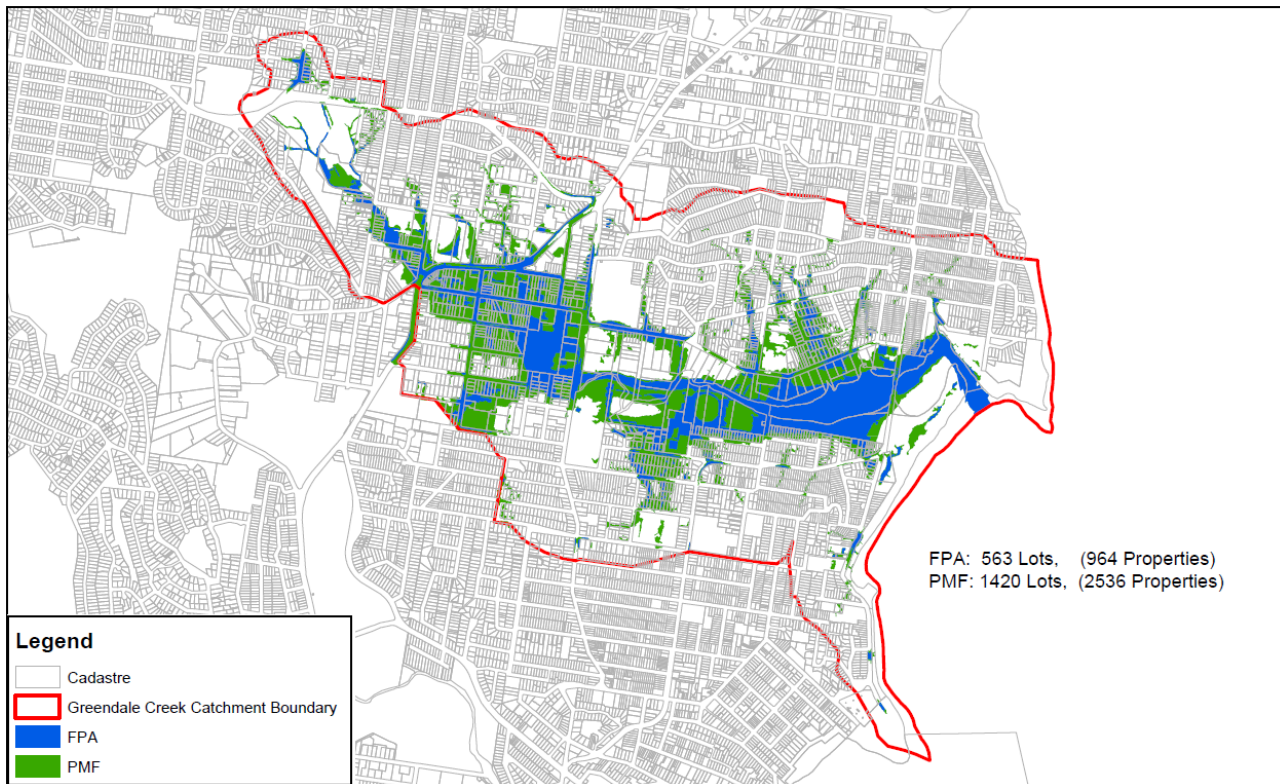 FPA: 563 Lots, (964 Properties)
PMF: 1420 Lots, (2536 Properties)
Legend
Cadastre
Greendale Creek Catchment Boundary
FPA
PMF